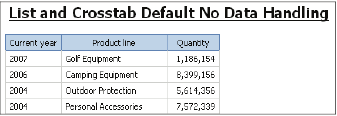 List and Crosstab Default No Data Handling
Current year Product line Quantity
2007 Golf Equipment 1,186,154
2006 Camping Equipment 8,399,156
2004 Outdoor Protection 5,614,356
2004 Personal Accessories 7,572,339